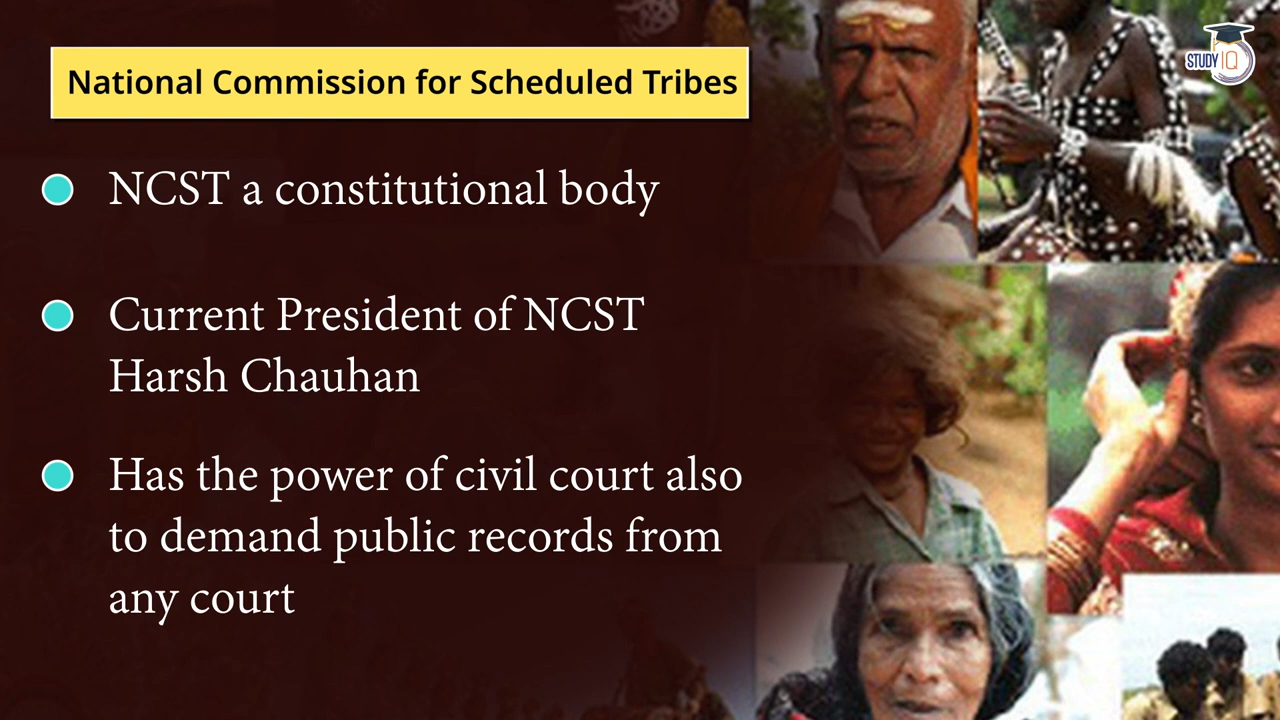 National Commission for Scheduled Tribes
STUDY IQ
NCST a constitutional body
Current President of NCST
Harsh Chauhan
Has the power of civil court also
to demand public records from
any court